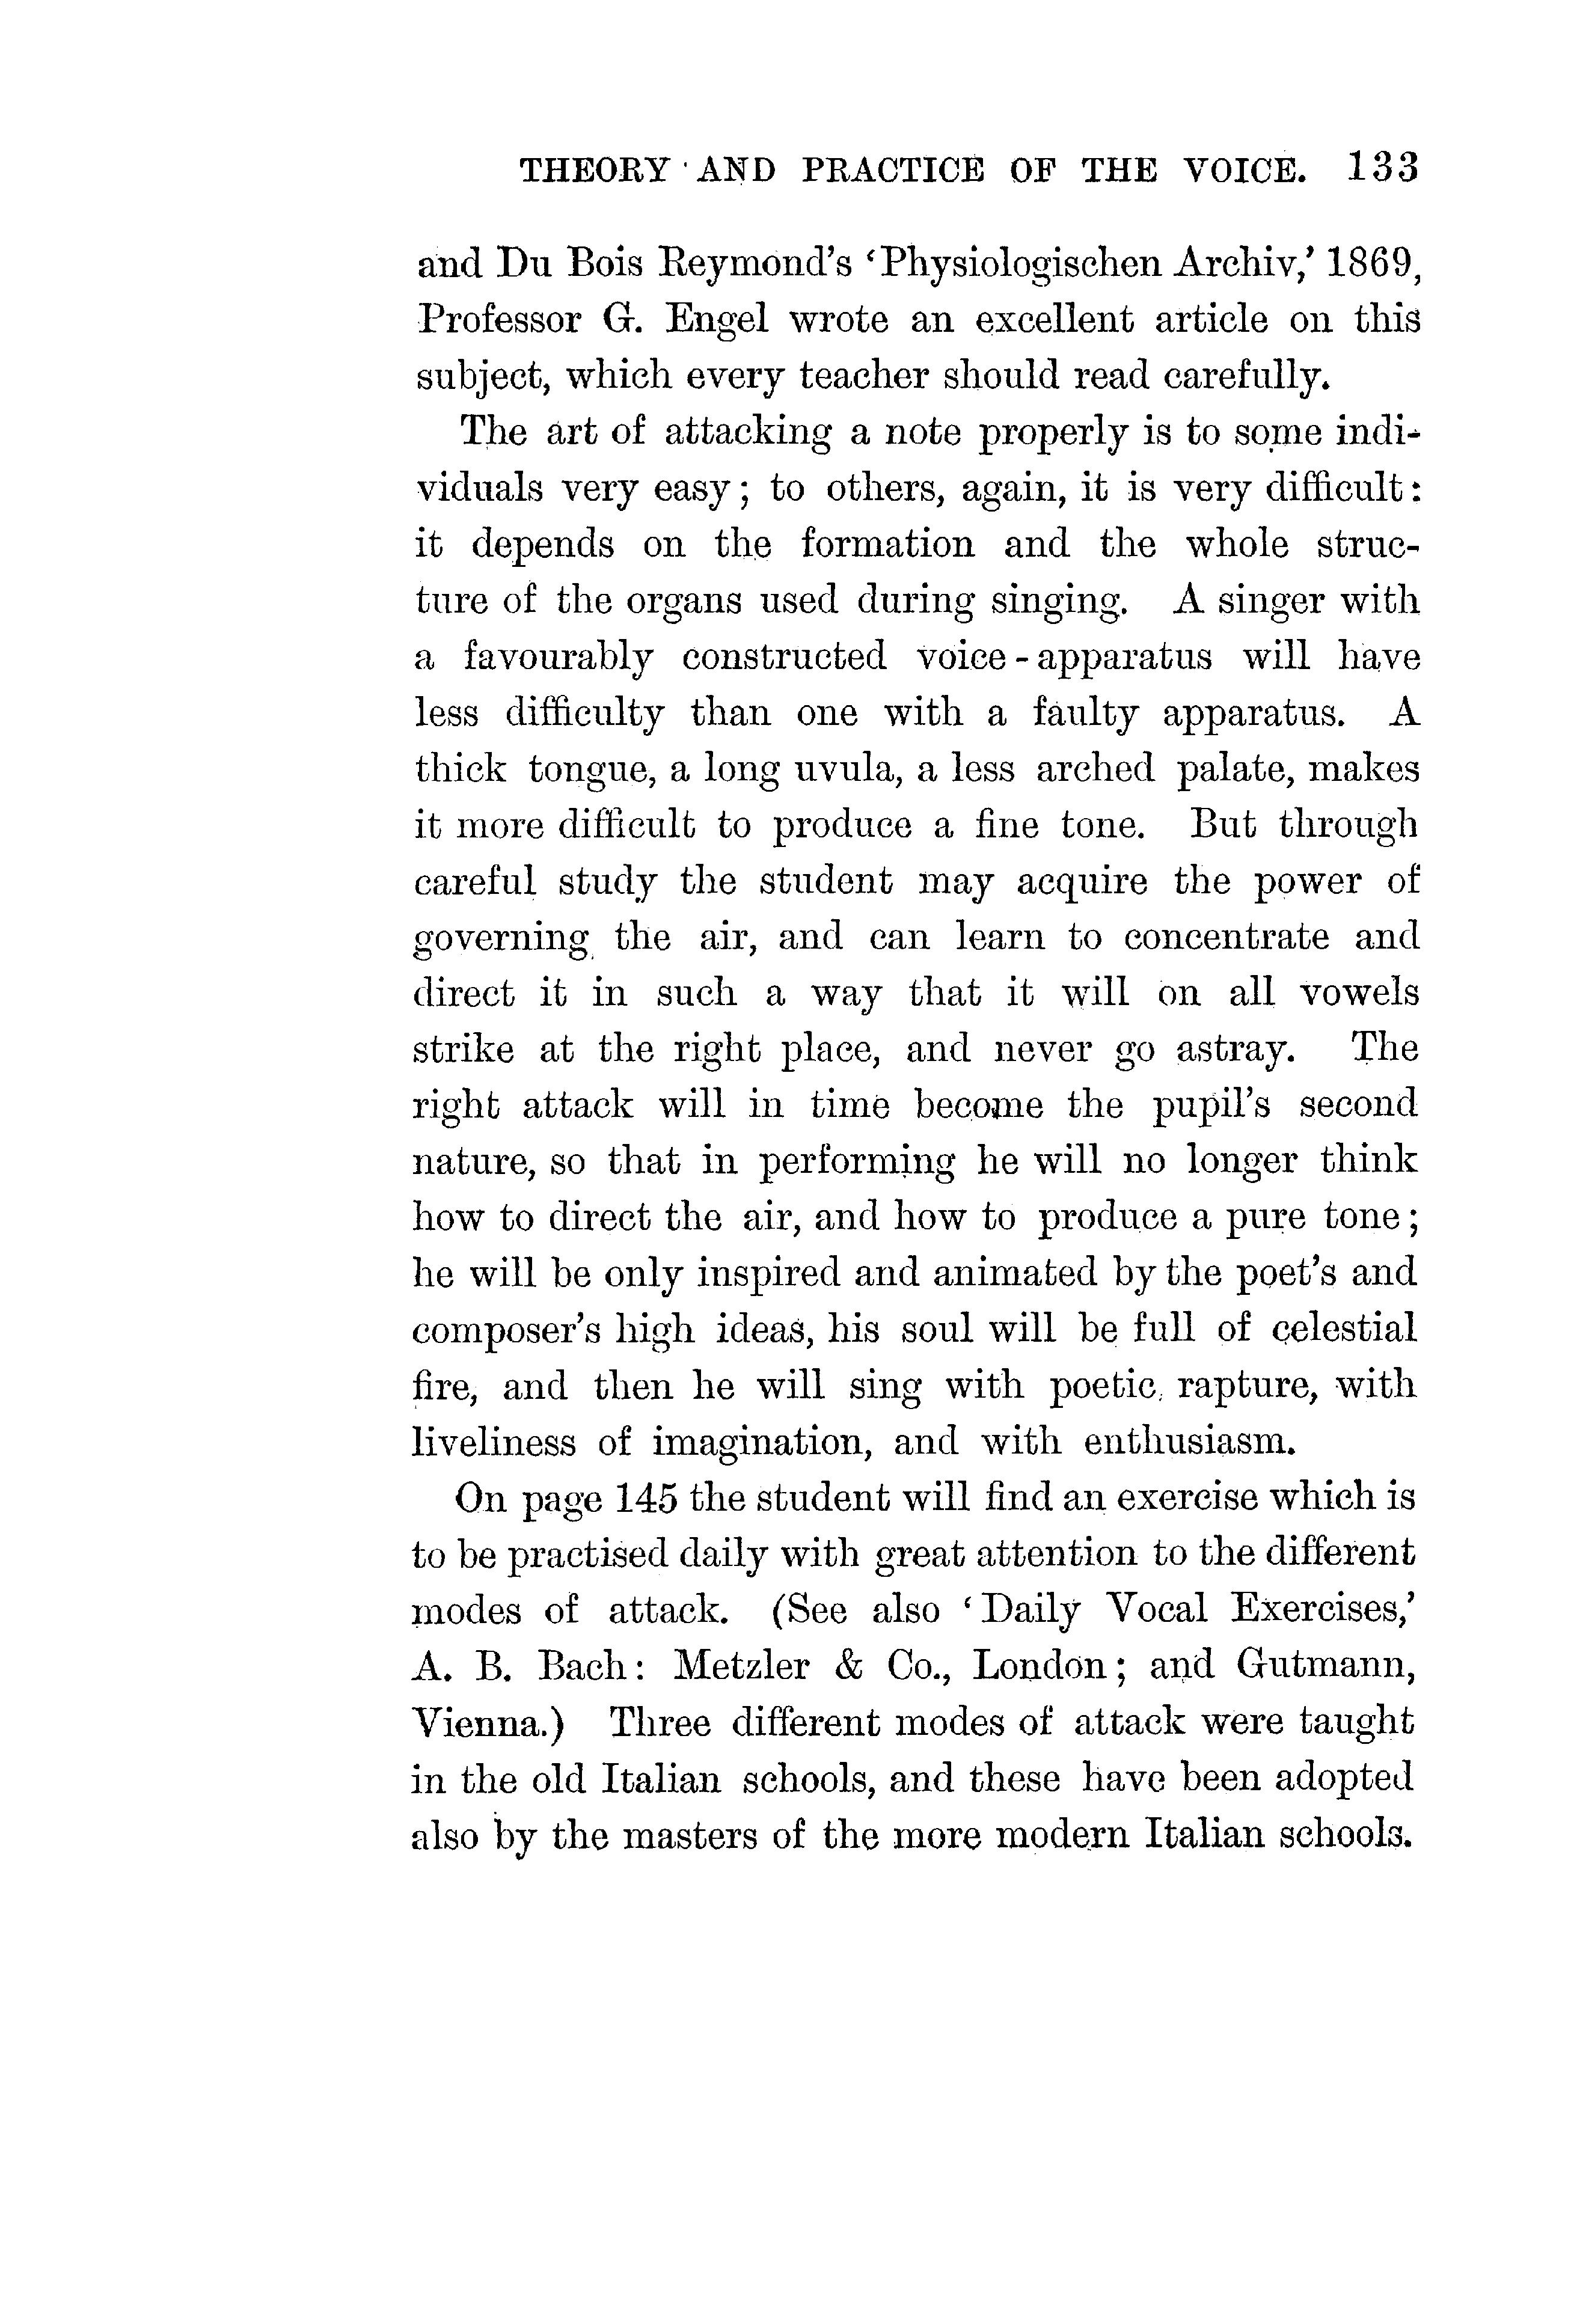 THEORY AND PRACTICE OF THE VOICE. 133
and Du Bois Reymond's 'Physiologischen Archiv,' 1869,
Professor G. Engel wrote an excellent article on this
subject, which every teacher should read carefully.
The art of attacking a note properly is to some indi-
viduals very easy; to others, again, it is very difficult:
it depends on the formation and the whole struc-
ture of the organs used during singing. A singer with
a favourably constructed voice-apparatus will have
less difficulty than one with a faulty apparatus. A
thick tongue, a long uvula, a less arched palate, makes
it more difficult to produce a fine tone. But through
careful study the student may acquire the power of
governing the air, and can learn to concentrate and
direct it in such a way that it will on all vowels
strike at the right place, and never go astray. The
right attack will in time become the pupil's second
nature, so that in performing he will no longer think
how to direct the air, and how to produce a pure tone;
he will be only inspired and animated by the poet's and
composer's high ideas, his soul will be full of celestial
fire, and then he will sing with poetic rapture, with
liveliness of imagination, and with enthusiasm.
On page 145 the student will find an exercise which is
to be practised daily with great attention to the different
modes of attack. (See also 'Daily Vocal Exercises,'
A. B. Bach: Metzler & Co., London; and Gutmann,
Vienna.) Three different modes of attack were taught
in the old Italian schools, and these have been adopted
also by the masters of the more modern Italian schools.